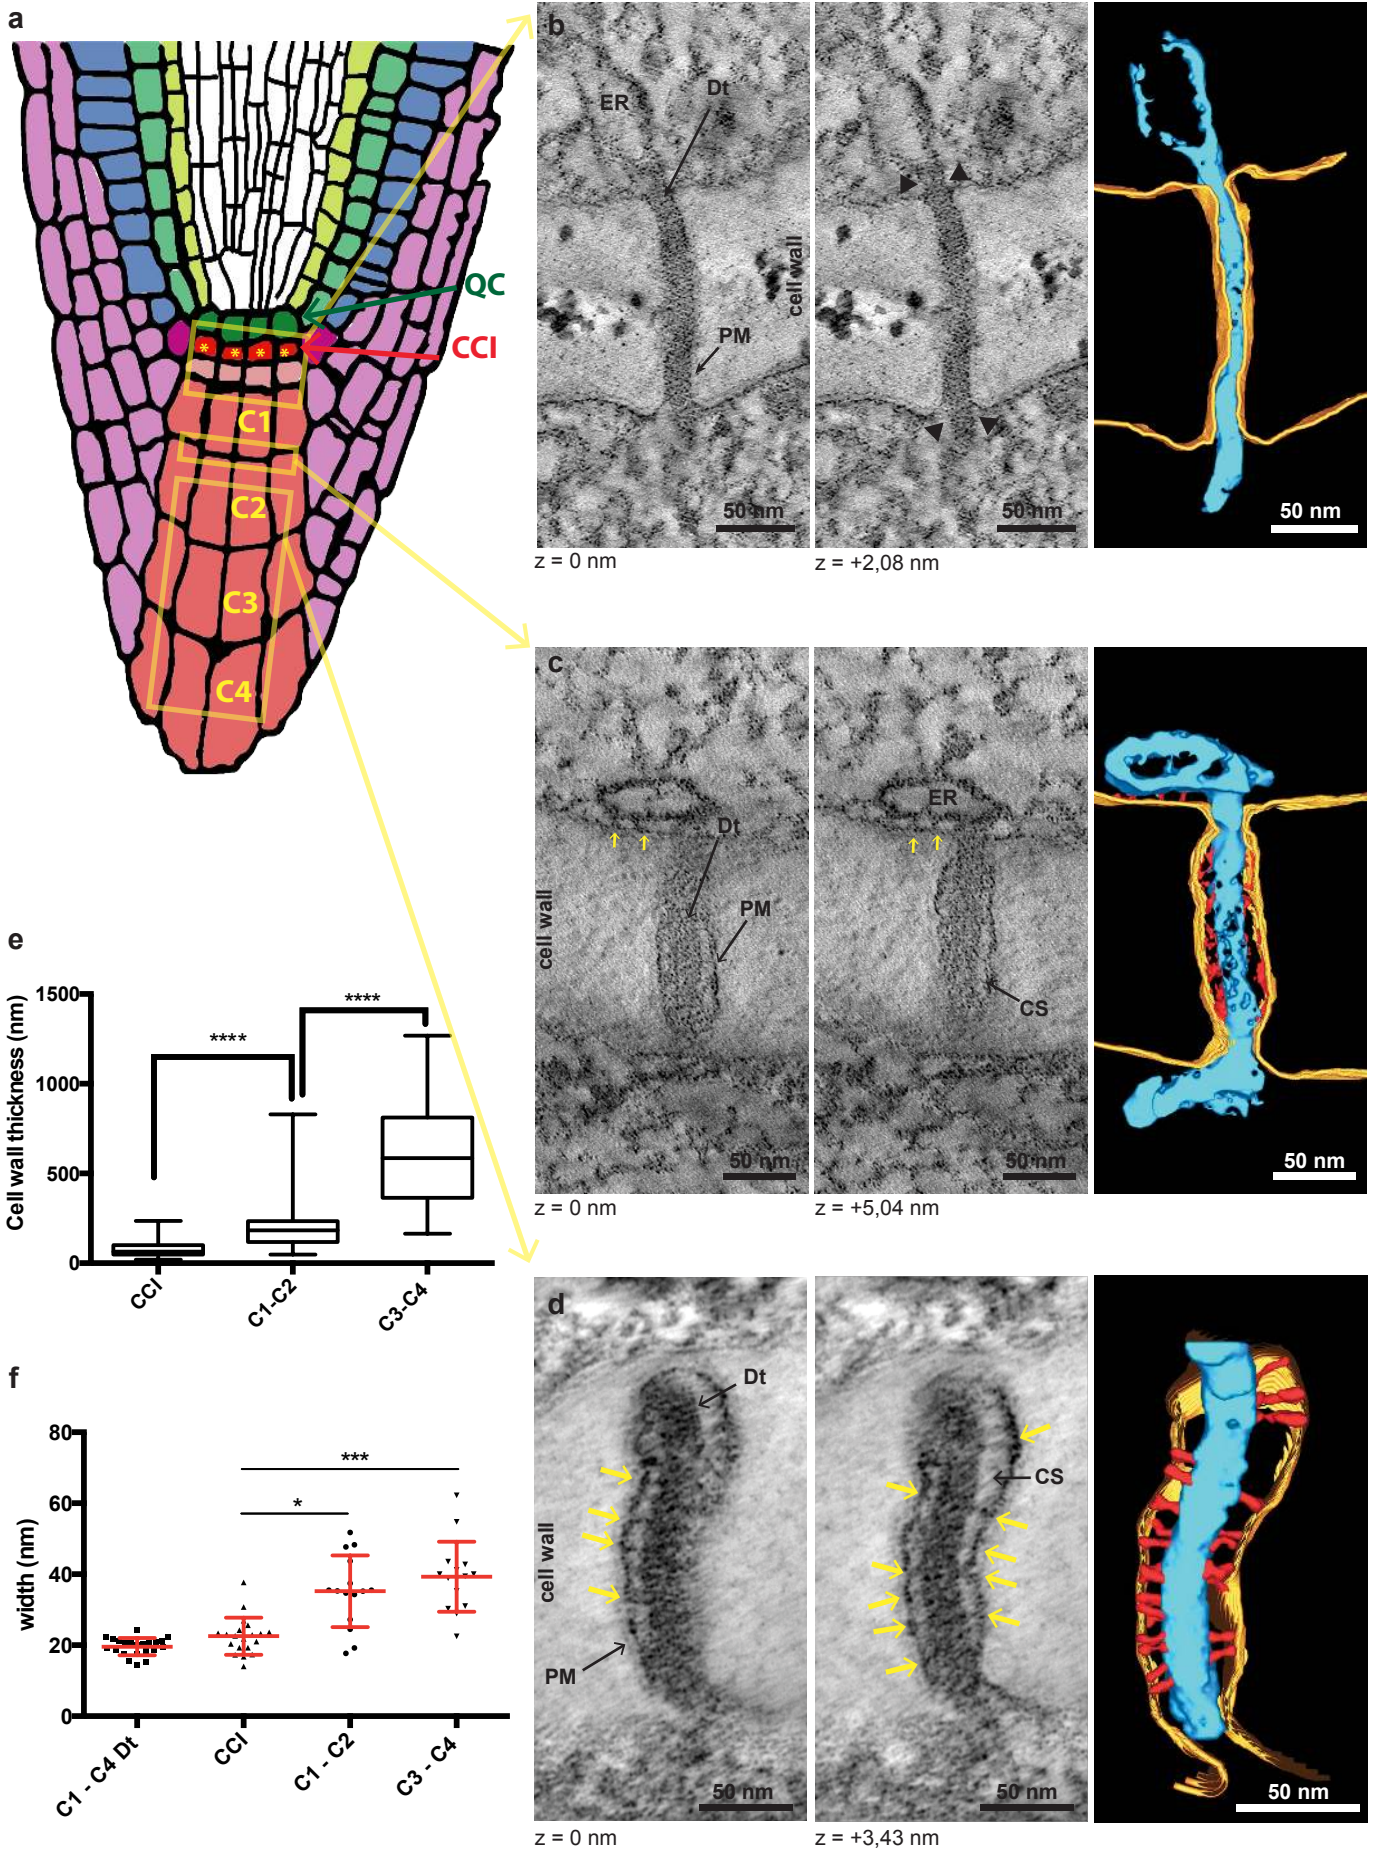 a
QC
CCI
*
*
*
*
C1
C2
C3
C4
b
ER
Dt
cell wall
PM
50 nm
50 nm
50 nm
z = 0 nm
z = +2,08 nm
c
Dt
PM
cell wall
ER
CS
50 nm
50 nm
50 nm
z = 0 nm
z = +5,04 nm
d
Dt
cell wall
PM
CS
50 nm
50 nm
50 nm
z = 0 nm
z = +3,43 nm
e
Cell wall thickness (nm)
1500
1000
500
0
****
****
CCI
C1-C2
C3-C4
f
width (nm)
80
60
40
20
0
***
*
C1 - C4 Dt
CCI
C1 - C2
C3 - C4